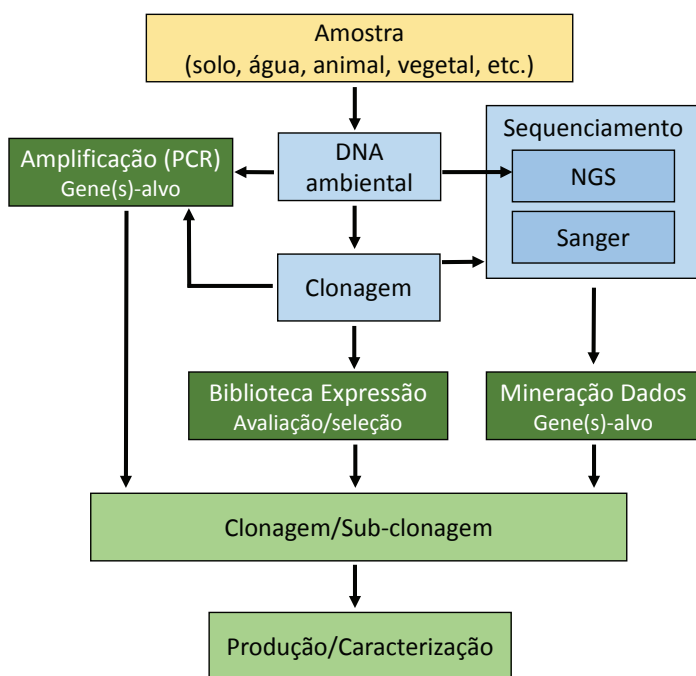 Amostra
(solo, água, animal, vegetal, etc.)
Amplificação (PCR)
Gene(s)-alvo
DNA
ambiental
Sequenciamento
NGS
Sanger
Clonagem
Biblioteca Expressão
Avaliação/seleção
Mineração Dados
Gene(s)-alvo
Clonagem/Sub-clonagem
Produção/Caracterização